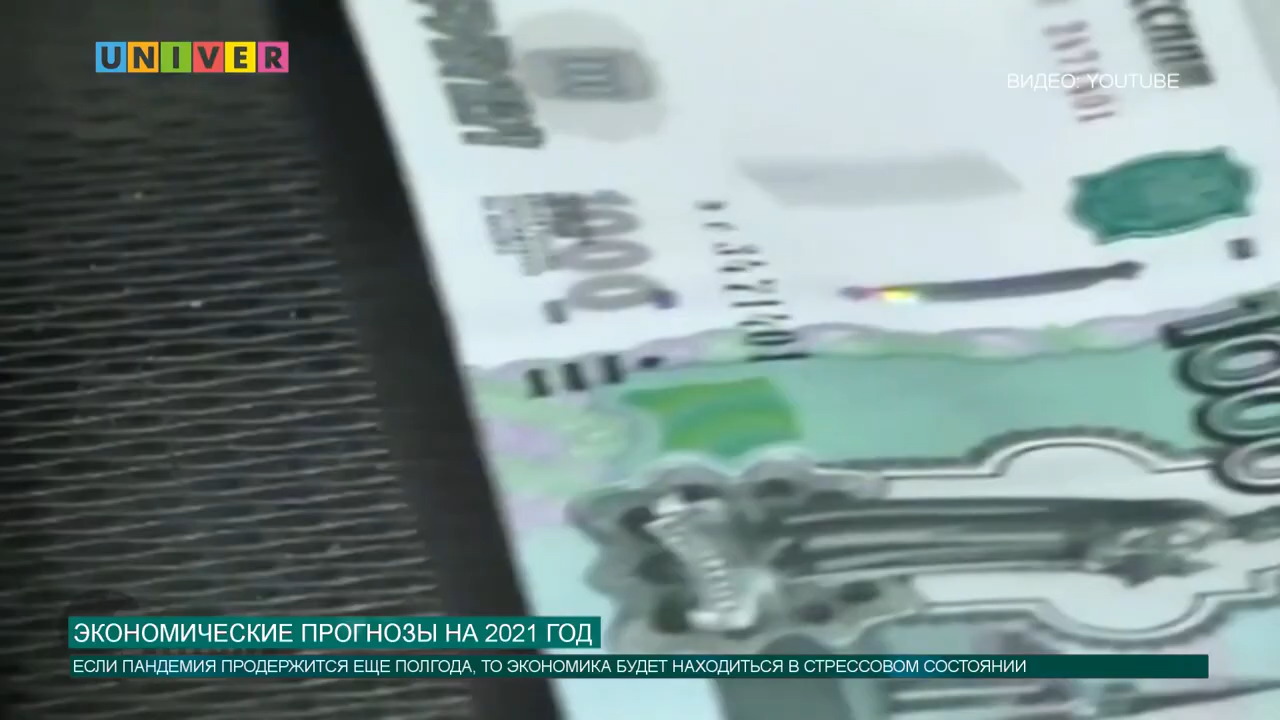 UNIVER
ВИДЕО: YOUTUBE
1000
ЭКОНОМИЧЕСКИЕ ПРОГНОЗЫ НА 2021 ГОД
ЕСЛИ ПАНДЕМИЯ ПРОДЕРЖИТСЯ ЕЩЕ ПОЛГОДА, ТО ЭКОНОМИКА БУДЕТ НАХОДИТЬСЯ В СТРЕССОВОМ СОСТОЯНИИ